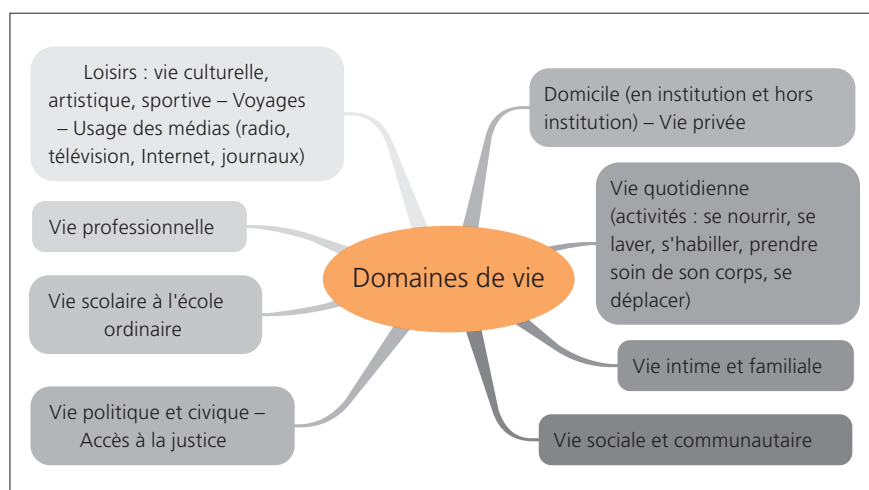 Loisirs : vie culturelle,
artistique, sportive – Voyages
– Usage des médias (radio,
télévision, Internet, journaux)
Vie professionnelle
Vie scolaire à l'école
ordinaire
Vie politique et civique –
Accès à la justice
Domaines de vie
Domicile (en institution et hors
institution) – Vie privée
Vie quotidienne
(activités : se nourrir, se
laver, s'habiller, prendre
soin de son corps, se
déplacer)
Vie intime et familiale
Vie sociale et communautaire